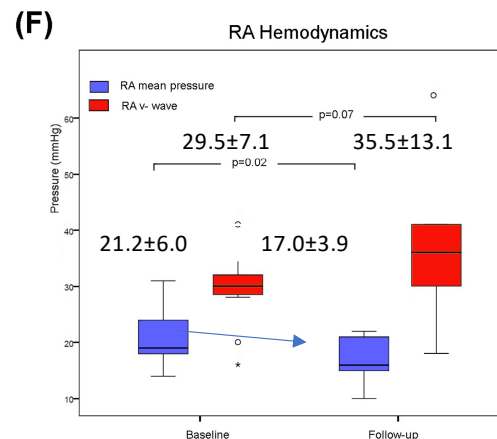 (F)
RA Hemodynamics
RA mean pressure
RA v- wave
p=0.07
29.5±7.1
35.5±13.1
p=0.02
21.2±6.0
17.0±3.9
Pressure (mmHg)
60
50
40
30
20
10
Baseline
Follow-up